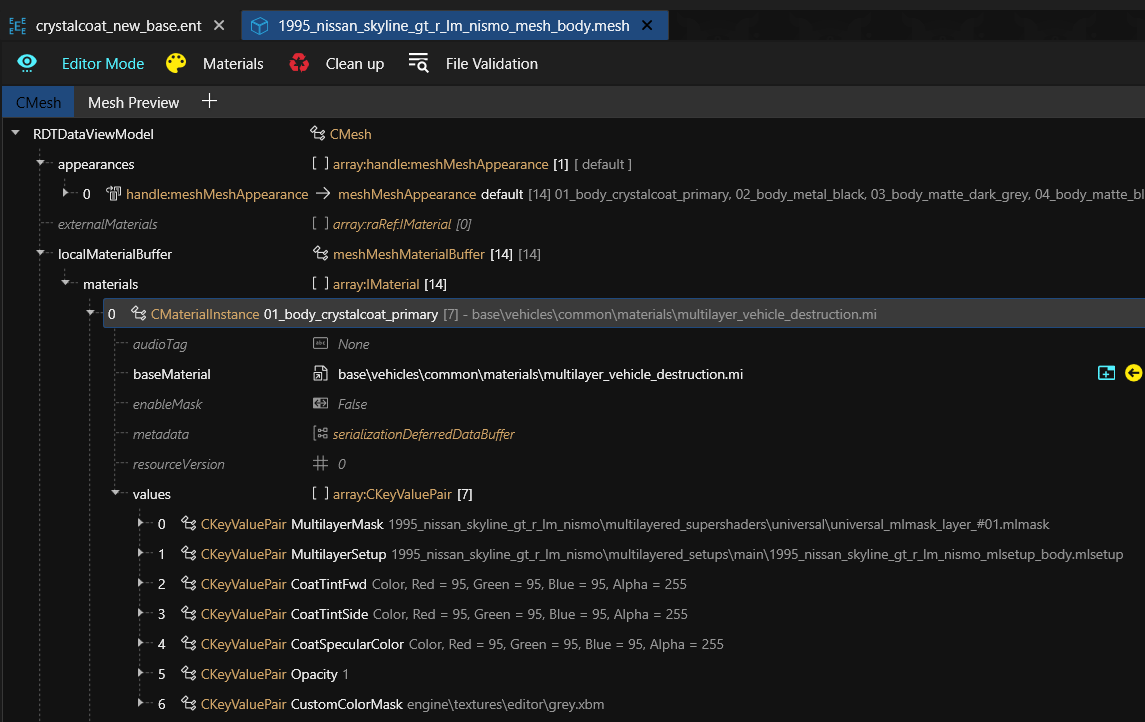 crystalcoat_new_base.ent 1995_nissan_skyline_gt_r_lm_nismo_mesh_body.mesh
Editor Mode Materials Clean up File Validation
CMesh Mesh Preview
RDTDataViewModel CMesh
appearances [ ] array:handle:meshMeshAppearance [1] [ default ]
0 handle:meshMeshAppearance → meshMeshAppearance default [14] 01_body_crystalcoat_primary, 02_body_metal_black, 03_body_matte_dark_grey, 04_body_matte_bl
externalMaterials [ ] array:raRef:IMaterial [0]
localMaterialBuffer meshMeshMaterialBuffer [14] [14]
materials [ ] array:IMaterial [14]
0 CMaterialInstance 01_body_crystalcoat_primary [7] - base\vehicles\common\materials\multilayer_vehicle_destruction.mi
audioTag abc None
baseMaterial base\vehicles\common\materials\multilayer_vehicle_destruction.mi
enableMask False
metadata serializationDeferredDataBuffer
resourceVersion 0
values [ ] array:CKeyValuePair [7]
0 CKeyValuePair MultilayerMask 1995_nissan_skyline_gt_r_lm_nismo\multilayered_supershaders\universal\universal_mlmask_layer_#01.mlmask
1 CKeyValuePair MultilayerSetup 1995_nissan_skyline_gt_r_lm_nismo\multilayered_setups\main\1995_nissan_skyline_gt_r_lm_nismo_mlsetup_body.mlsetup
2 CKeyValuePair CoatTintFwd Color, Red = 95, Green = 95, Blue = 95, Alpha = 255
3 CKeyValuePair CoatTintSide Color, Red = 95, Green = 95, Blue = 95, Alpha = 255
4 CKeyValuePair CoatSpecularColor Color, Red = 95, Green = 95, Blue = 95, Alpha = 255
5 CKeyValuePair Opacity 1
6 CKeyValuePair CustomColorMask engine\textures\editor\grey.xbm